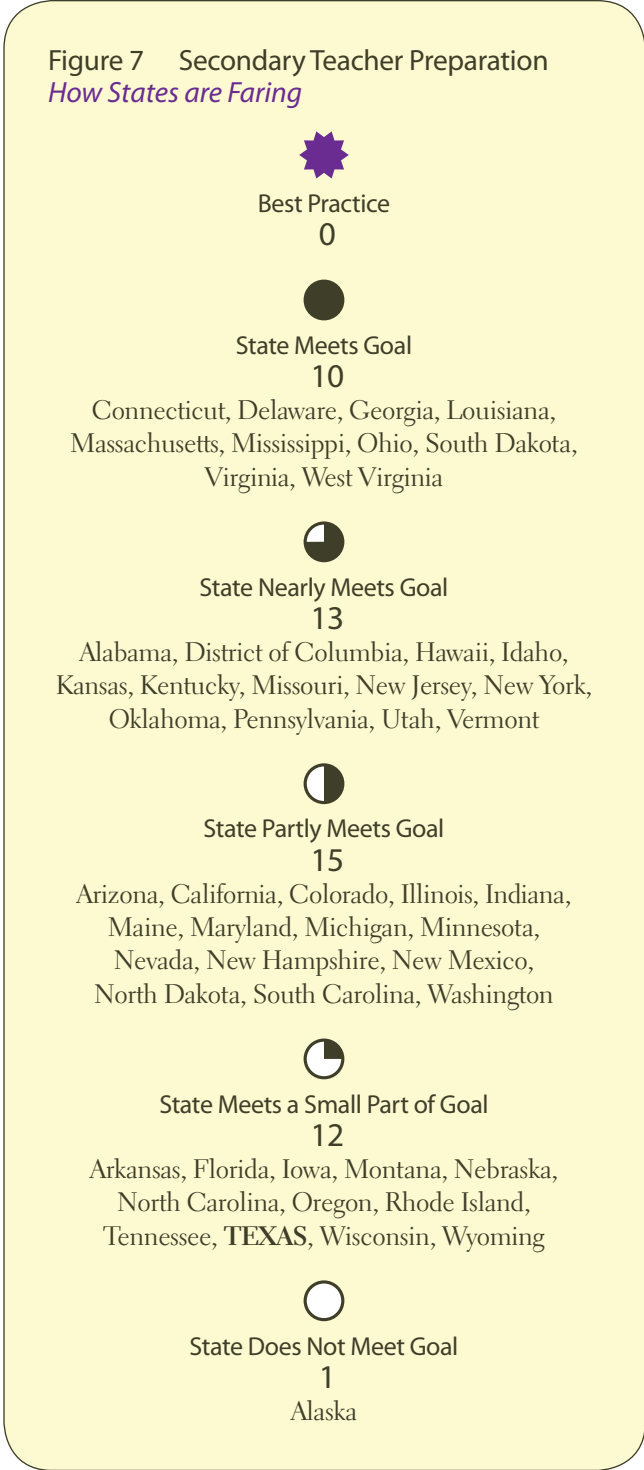 Figure 7 Secondary Teacher Preparation
How States are Faring
Best Practice
0
State Meets Goal
10
Connecticut, Delaware, Georgia, Louisiana,
Massachusetts, Mississippi, Ohio, South Dakota,
Virginia, West Virginia
State Nearly Meets Goal
13
Alabama, District of Columbia, Hawaii, Idaho,
Kansas, Kentucky, Missouri, New Jersey, New York,
Oklahoma, Pennsylvania, Utah, Vermont
State Partly Meets Goal
15
Arizona, California, Colorado, Illinois, Indiana,
Maine, Maryland, Michigan, Minnesota,
Nevada, New Hampshire, New Mexico,
North Dakota, South Carolina, Washington
State Meets a Small Part of Goal
12
Arkansas, Florida, Iowa, Montana, Nebraska,
North Carolina, Oregon, Rhode Island,
Tennessee, TEXAS, Wisconsin, Wyoming
State Does Not Meet Goal
1
Alaska